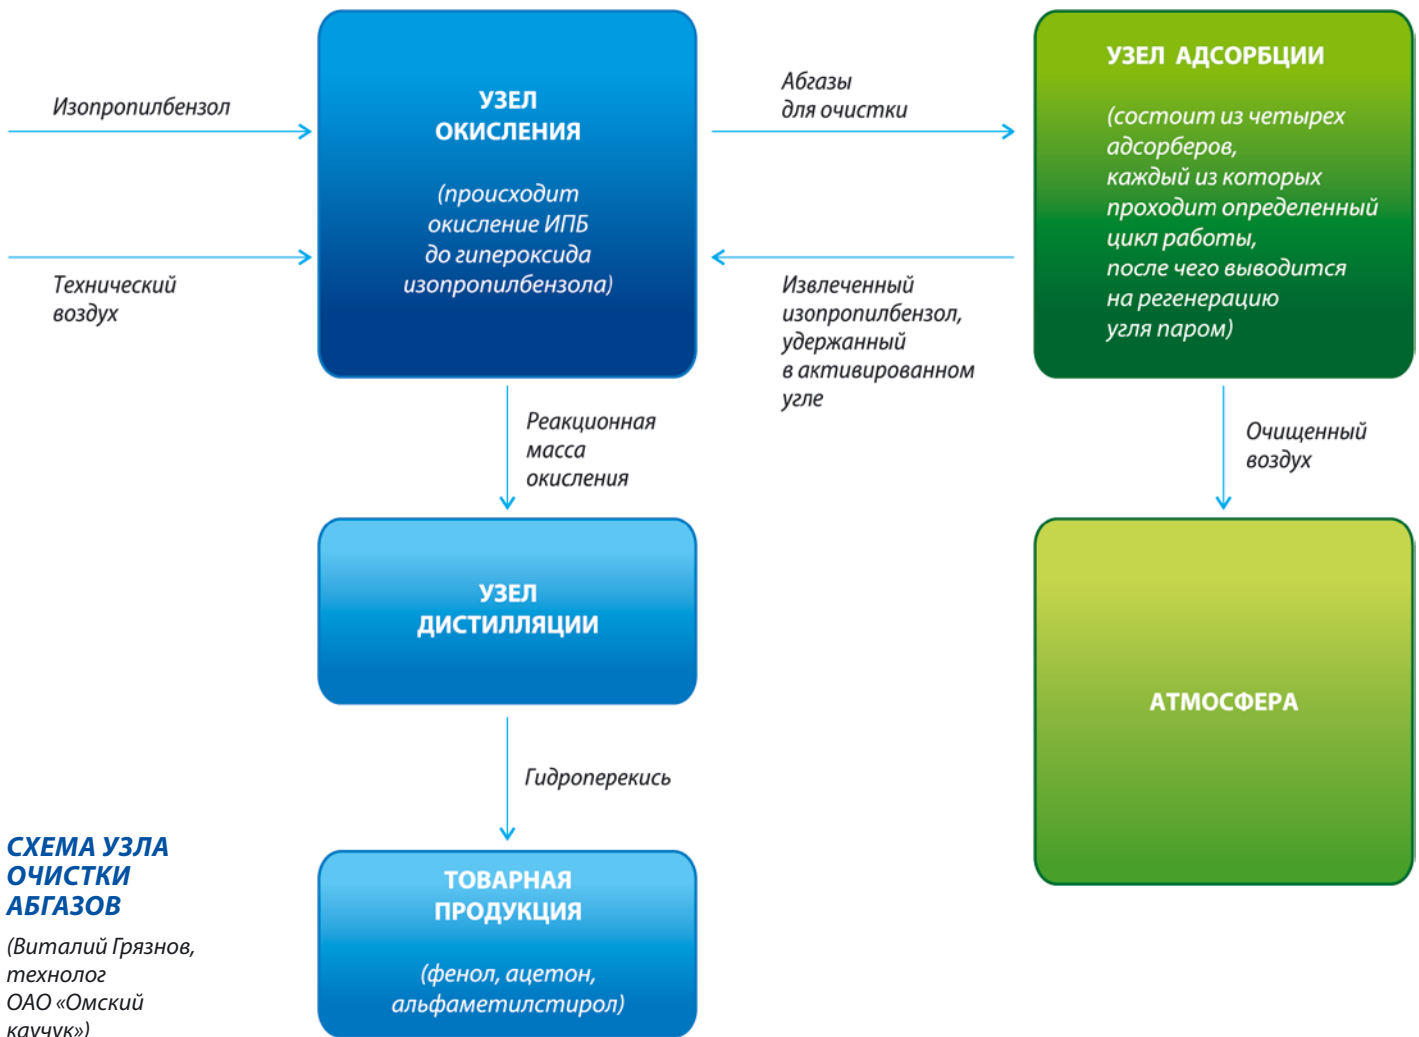 Изопропилбензол
Технический
воздух
УЗЕЛ
ОКИСЛЕНИЯ
(происходит
окисление ИПБ
до гипероксида
изопропилбензола)
Абгазы
для очистки
Извлеченный
изопропилбензол,
удержанный
в активированном
угле
УЗЕЛ АДСОРБЦИИ
(состоит из четырех
адсорберов,
каждый из которых
проходит определенный
цикл работы,
после чего выводится
на регенерацию
угля паром)
Реакционная
масса
окисления
Очищенный
воздух
УЗЕЛ
ДИСТИЛЛЯЦИИ
АТМОСФЕРА
Гидроперекись
ТОВАРНАЯ
ПРОДУКЦИЯ
(фенол, ацетон,
альфаметилстирол)
СХЕМА УЗЛА
ОЧИСТКИ
АБГАЗОВ
(Виталий Грязнов,
технолог
ОАО «Омский
каучук»)